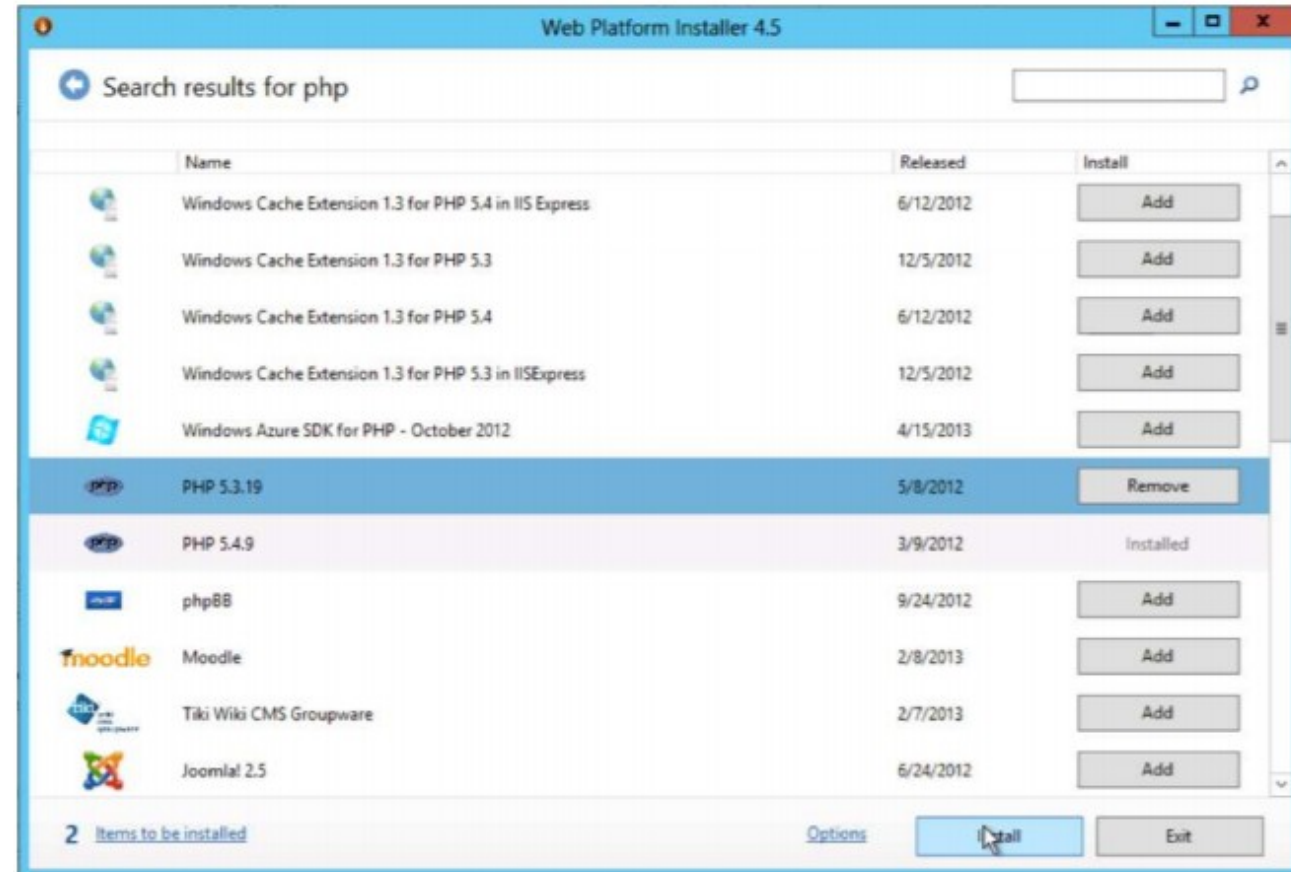 Web Platform Installer 4.5
Search results for php
Name Released Install
Windows Cache Extension 1.3 for PHP 5.4 in IIS Express 6/12/2012 Add
Windows Cache Extension 1.3 for PHP 5.3 12/5/2012 Add
Windows Cache Extension 1.3 for PHP 5.4 6/12/2012 Add
Windows Cache Extension 1.3 for PHP 5.3 in IISExpress 12/5/2012 Add
Windows Azure SDK for PHP - October 2012 4/15/2013 Add
php PHP 5.3.19 5/8/2012 Remove
php PHP 5.4.9 3/9/2012 Installed
phpBB 9/24/2012 Add
moodle Moodle 2/8/2013 Add
tiki Tiki Wiki CMS Groupware 2/7/2013 Add
Joomla! 2.5 6/24/2012 Add
2 Items to be installed Options Install Exit